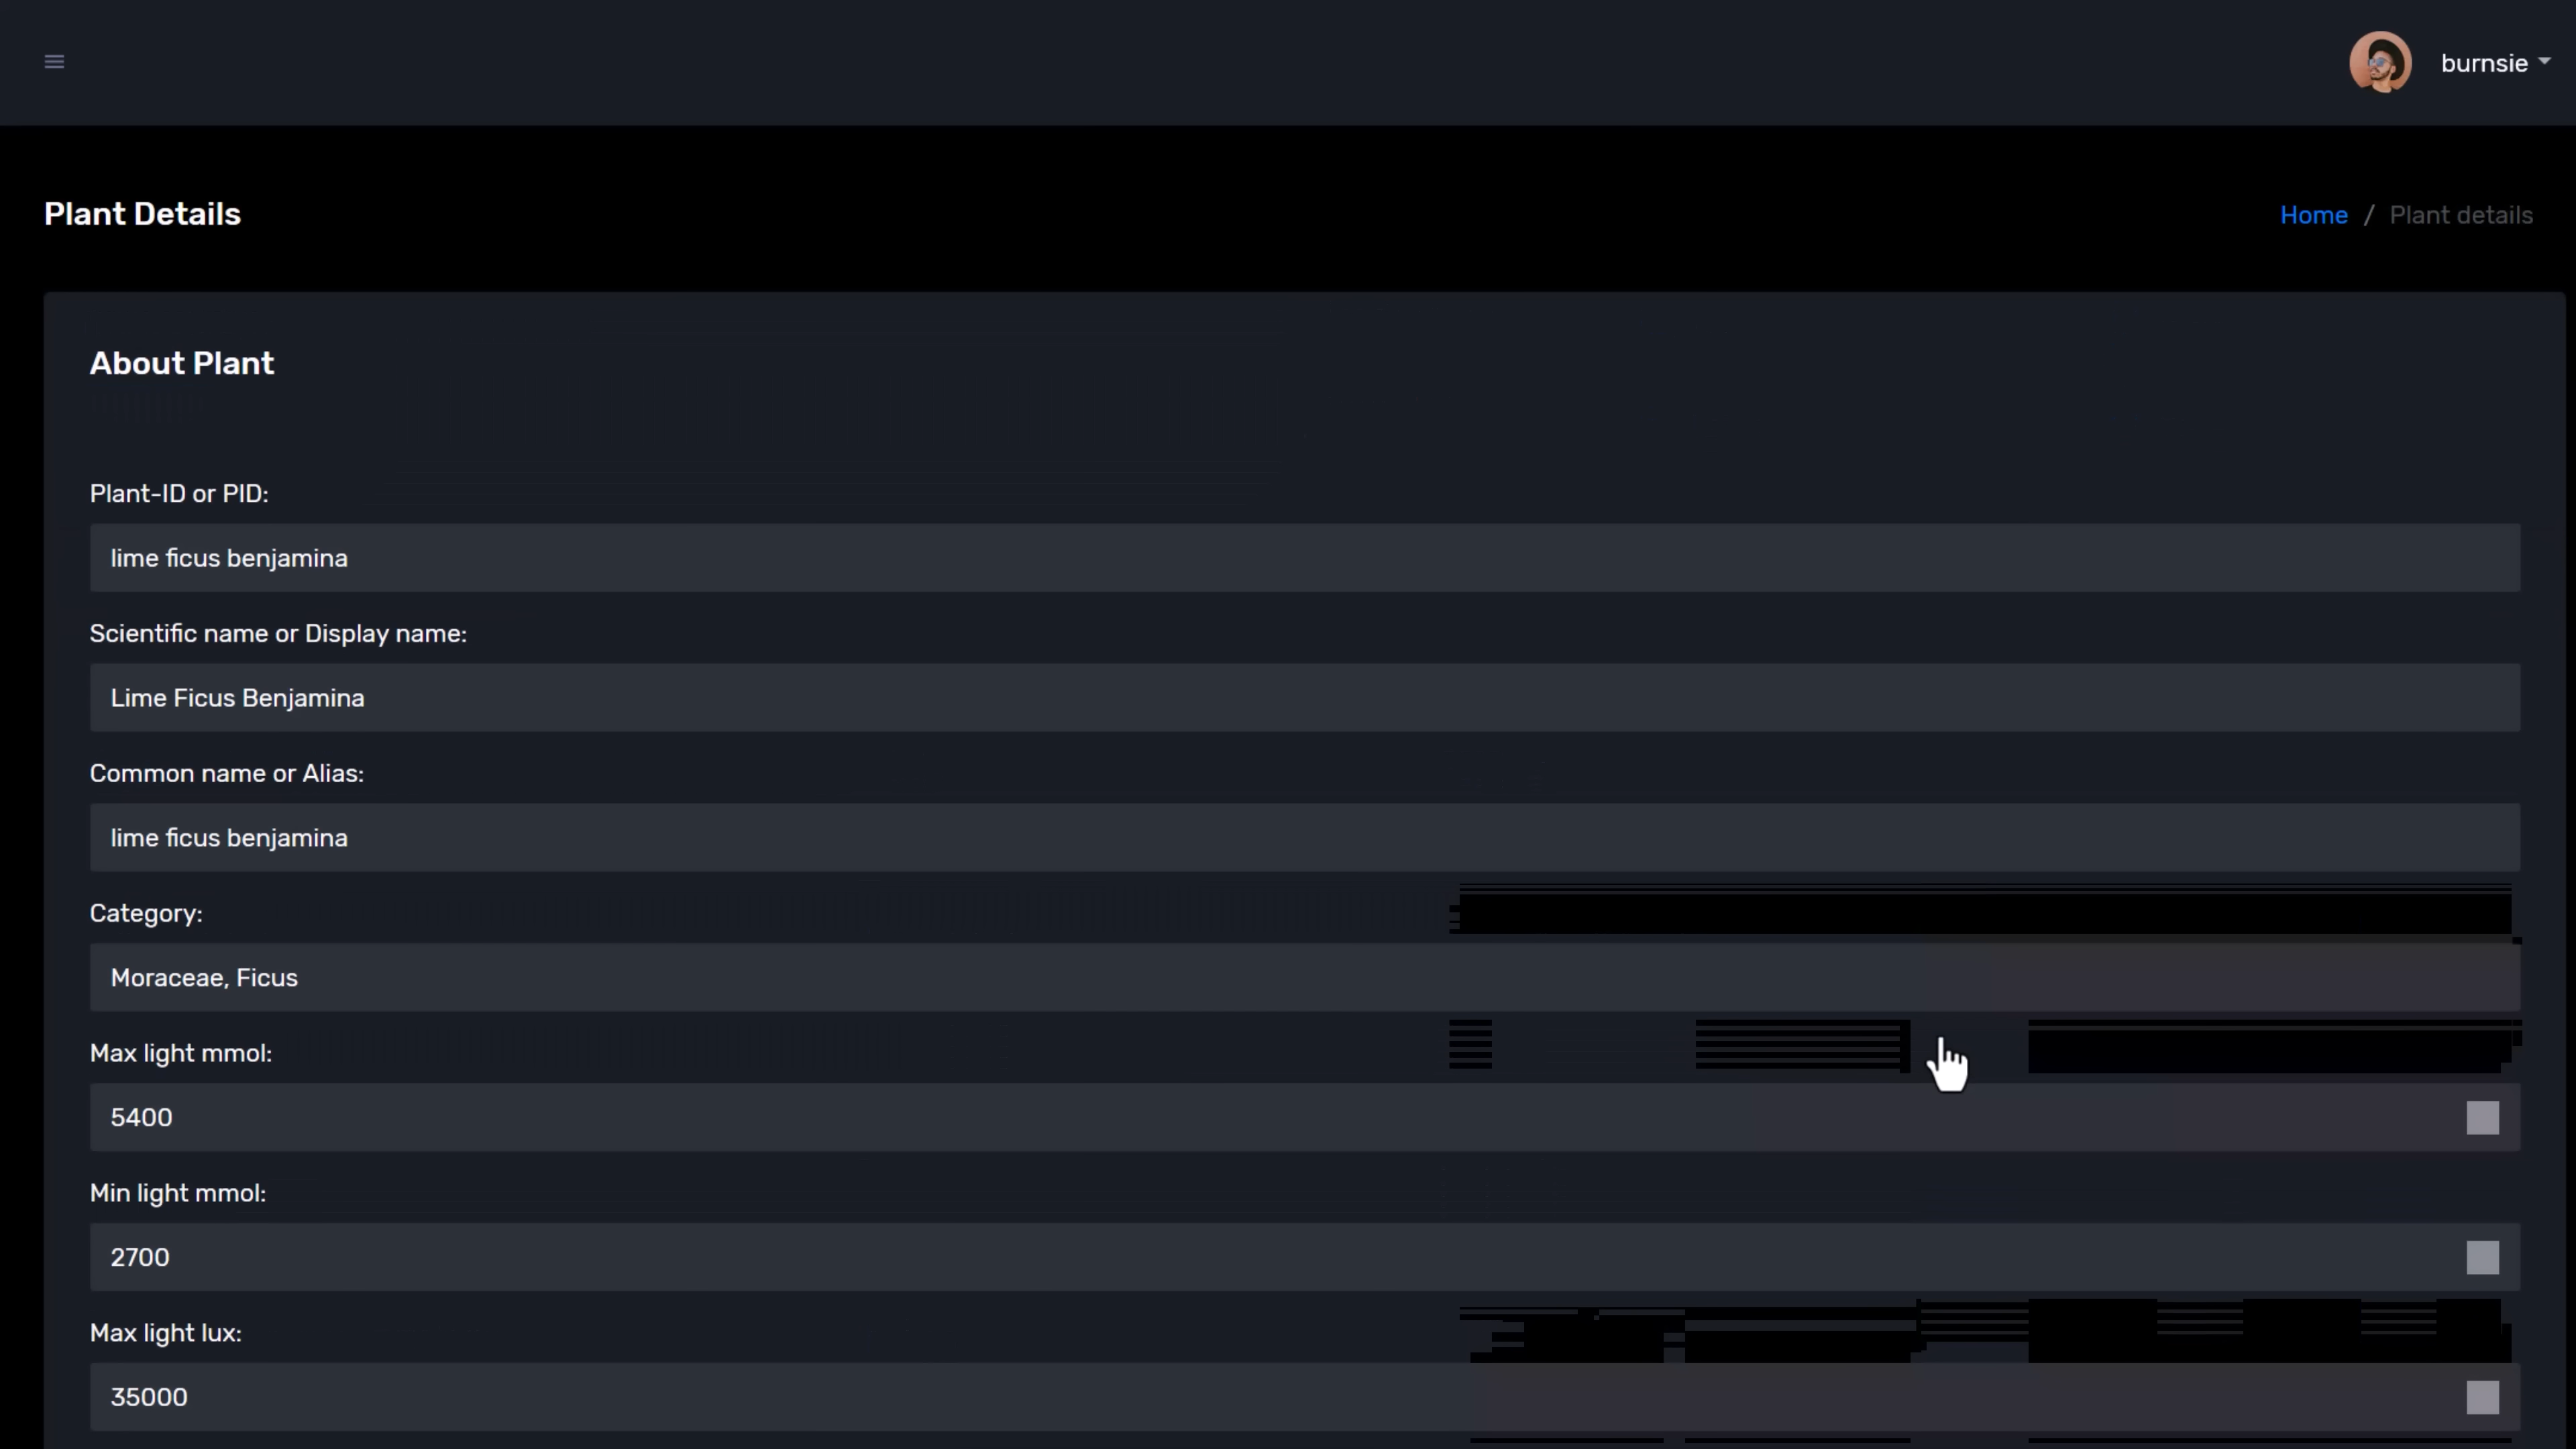 burnsie
Plant Details
Home / Plant details
About Plant
Plant-ID or PID:
lime ficus benjamina
Scientific name or Display name:
Lime Ficus Benjamina
Common name or Alias:
lime ficus benjamina
Category:
Moraceae, Ficus
Max light mmol:
5400
Min light mmol:
2700
Max light lux:
35000